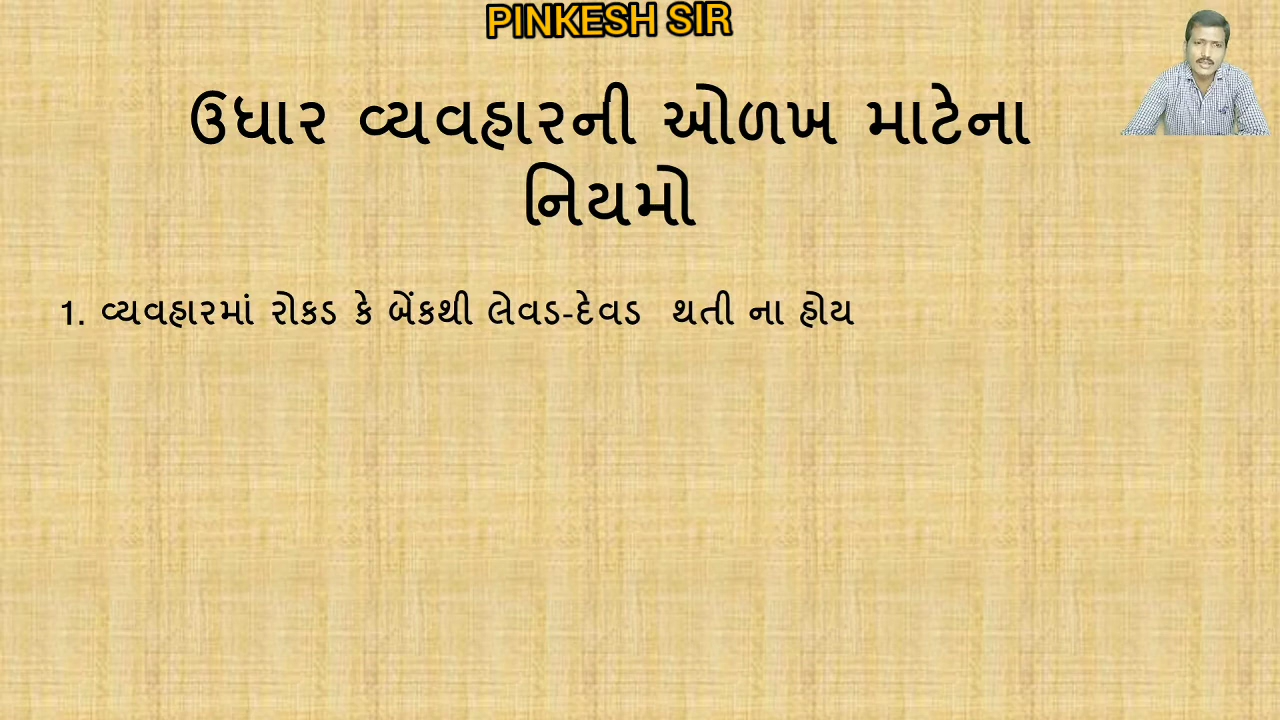 PINKESH SIR
ઉધાર વ્યવહારની ઓળખ માટેના
નિયમો
1. વ્યવહારમાં રોકડ કે બેંકથી લેવડ-દેવડ થતી ના હોય